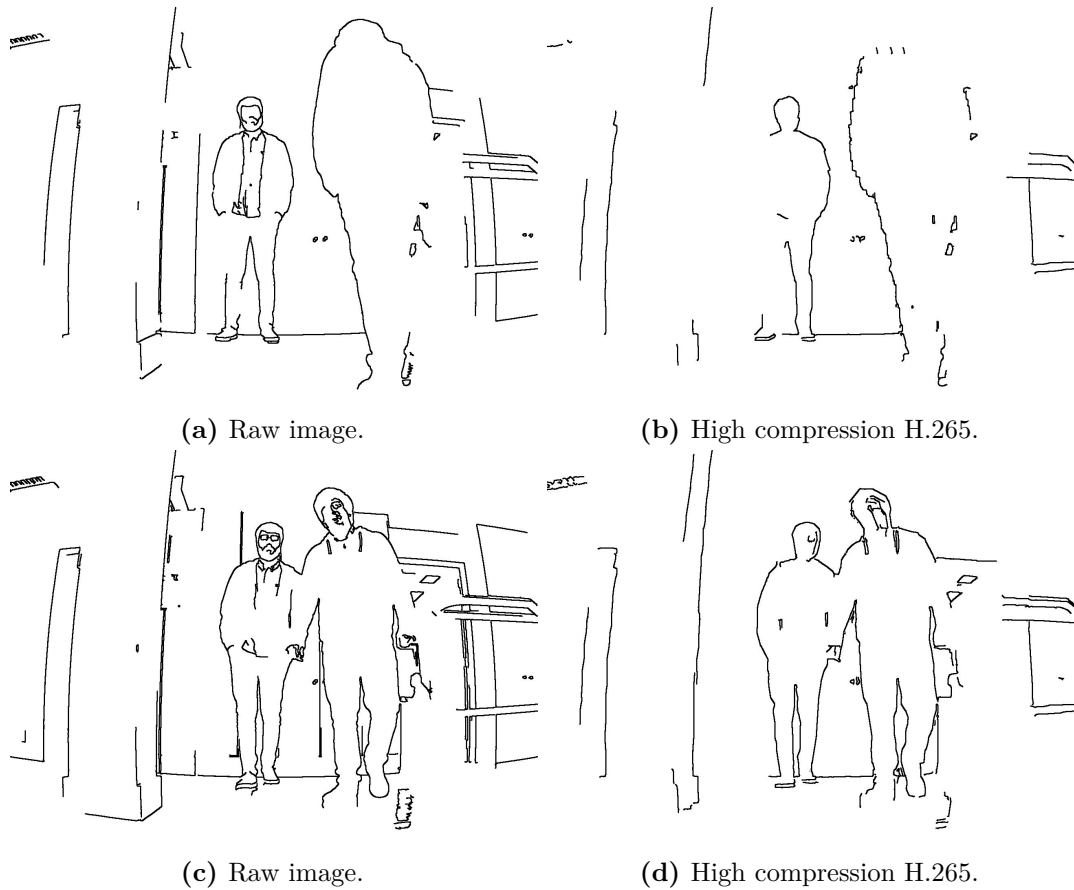 (a) Raw image.
(b) High compression H.265.
(c) Raw image.
(d) High compression H.265.